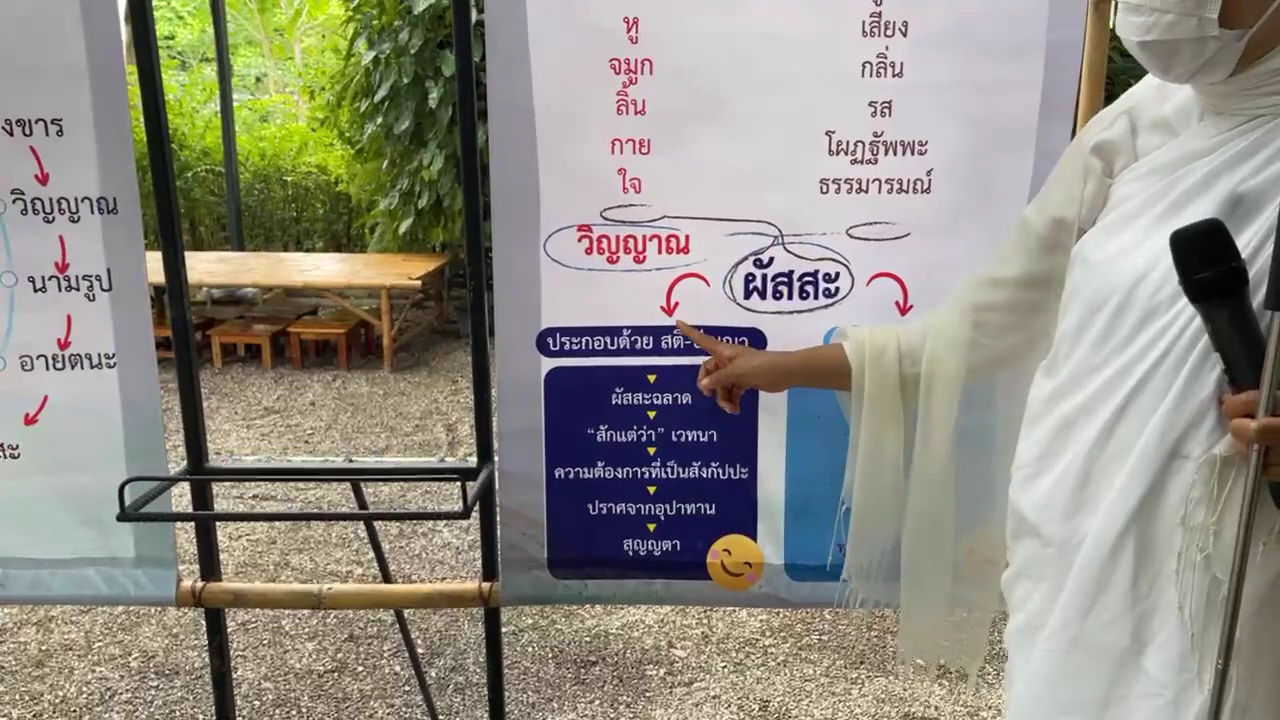 วิญญาณ
นามรูป
อายตนะ
หู
เสียง
จมูก
กลิ่น
ลิ้น
รส
กาย
โผฏฐัพพะ
ใจ
ธรรมารมณ์
วิญญาณ
ผัสสะ
ประกอบด้วย สติ-ปัญญา
ผัสสะฉลาด
“สักแต่ว่า” เวทนา
ความต้องการที่เป็นสังกัปปะ
ปราศจากอุปาทาน
สุญญตา